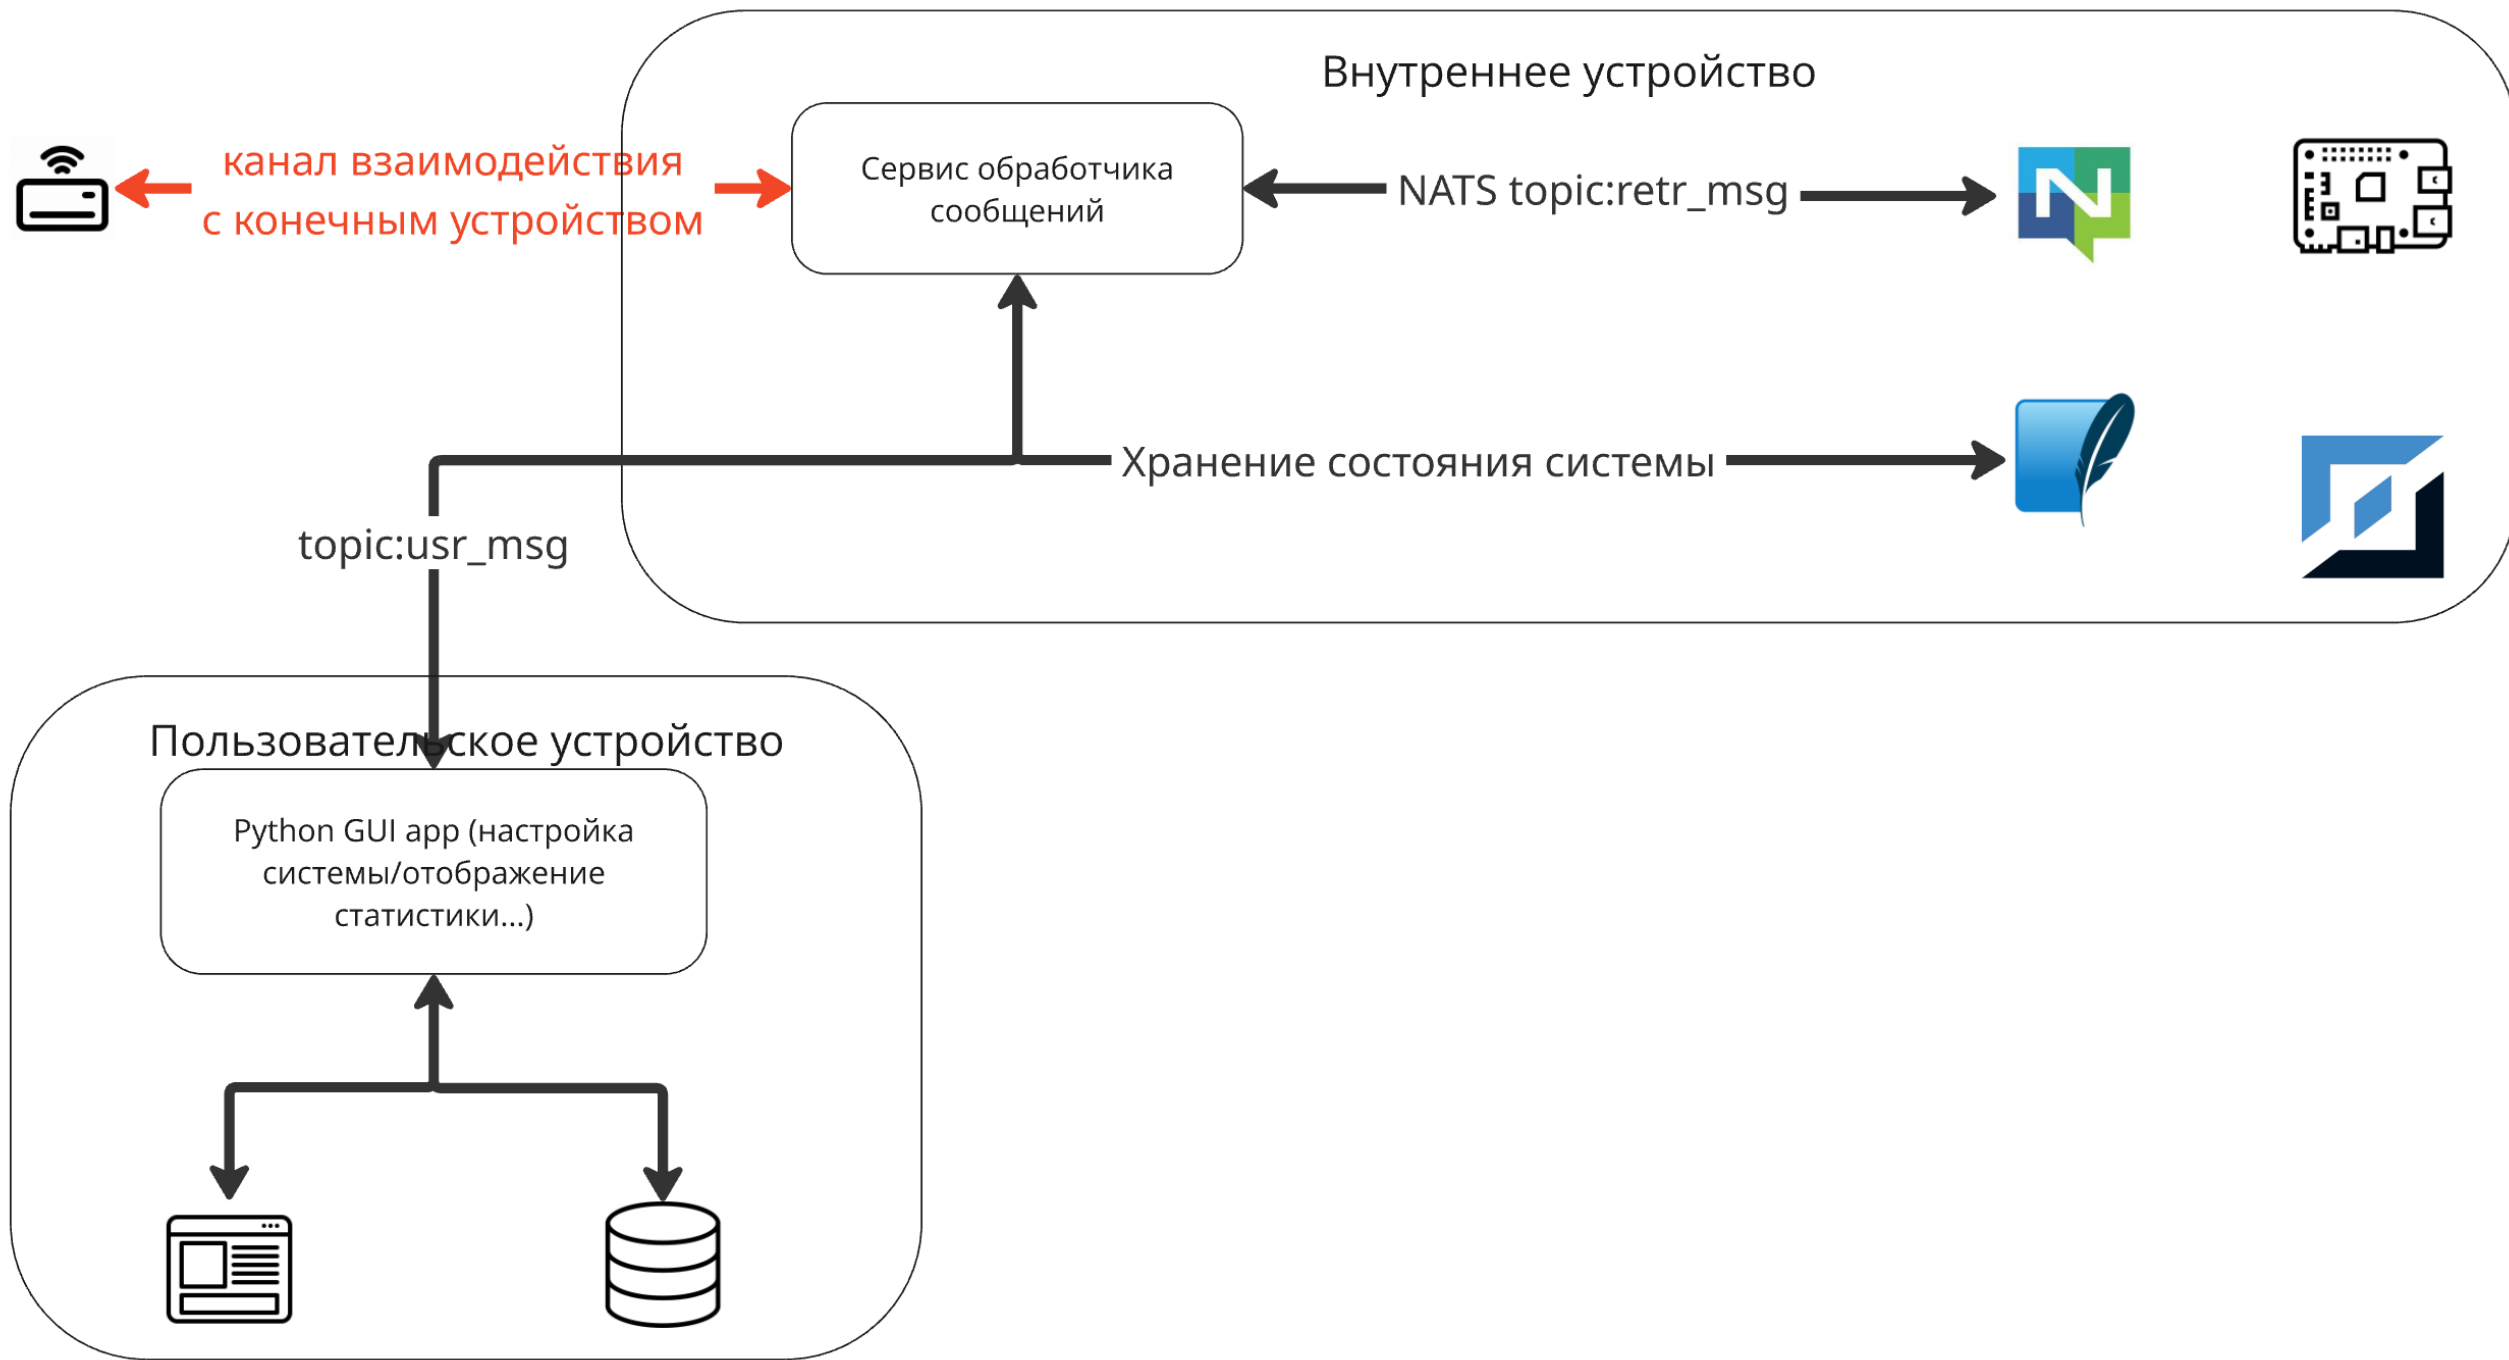 Внутреннее устройство
канал взаимодействия
с конечным устройством
Сервис обработчика
сообщений
NATS topic:retr_msg
Хранение состояния системы
topic:usr_msg
Пользовательское устройство
Python GUI app (настройка
системы/отображение
статистики...)